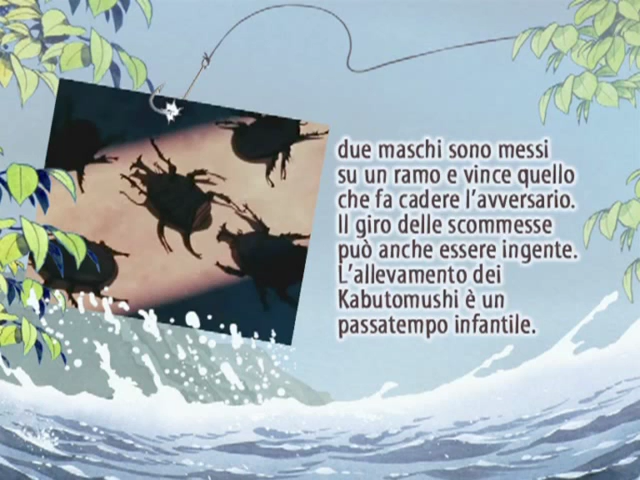 due maschi sono messi
su un ramo e vince quello
che fa cadere l'avversario.
Il giro delle scommesse
può anche essere ingente.
L'allevamento dei
Kabutomushi è un
passatempo infantile.